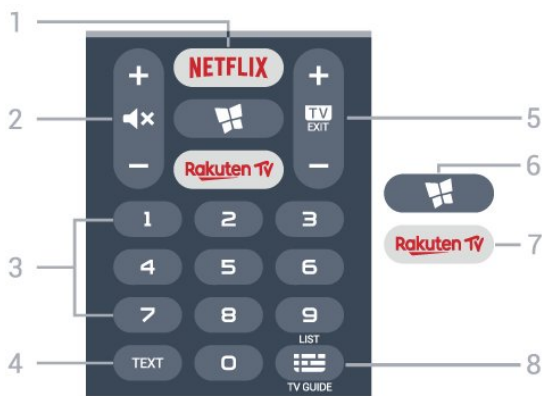 1
NETFLIX
+ +
2
TV
EXIT
5
- -
Rakuten TV
6
Rakuten TV
7
3
1 2 3
4 5 6
7 8 9
LIST
4
TEXT 0
TV GUIDE
8